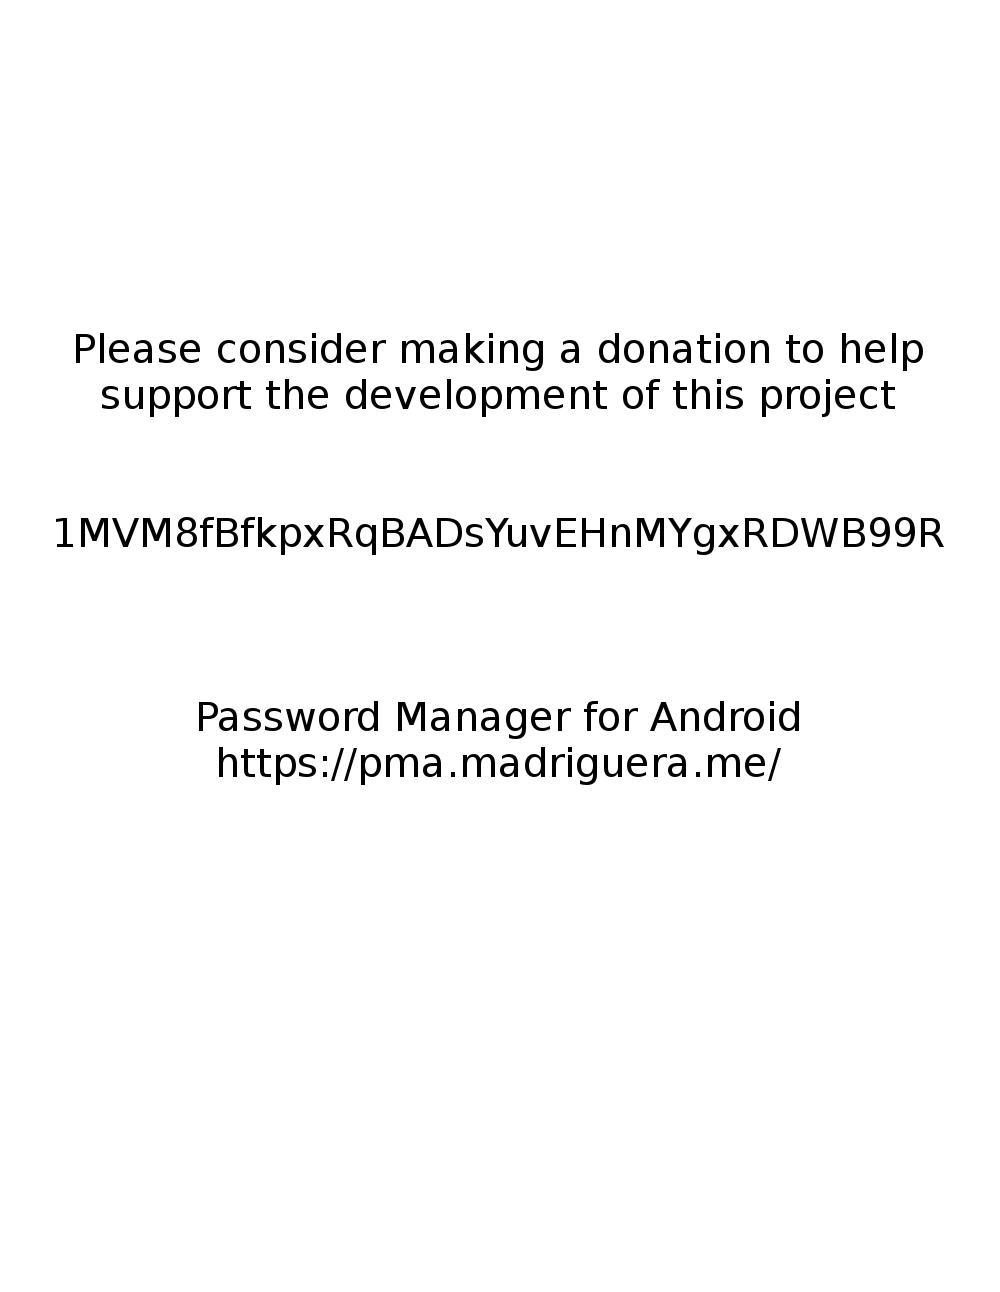 Please consider making a donation to help
support the development of this project
1MVM8fBfkpxRqBADsYuvEHnMYgxRDWB99R
Password Manager for Android
https://pma.madriguera.me/